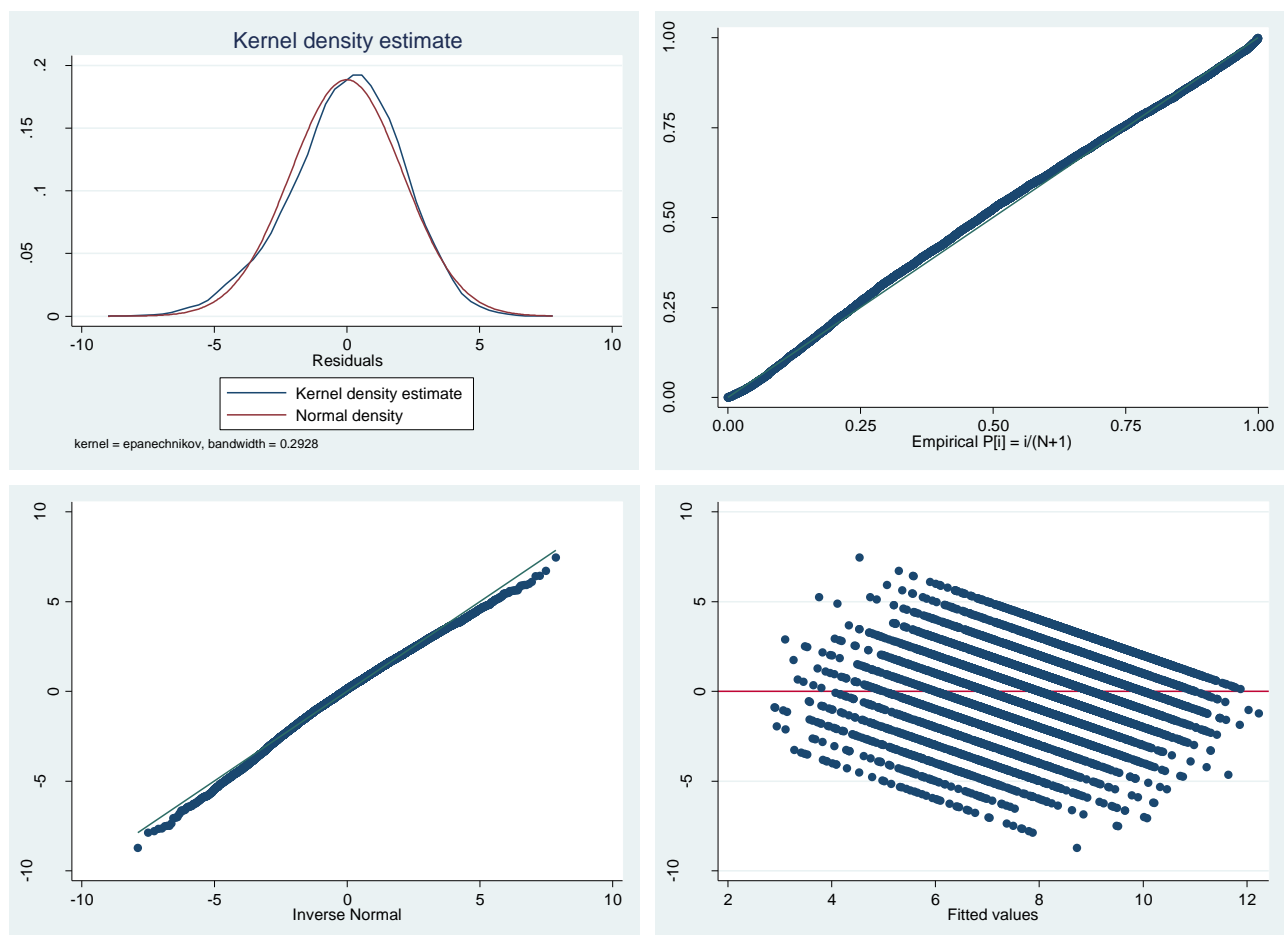 Kernel density estimate
.2
.15
.1
.05
0
-10 -5 0 5 10
Residuals
Kernel density estimate
Normal density
kernel = epanechnikov, bandwidth = 0.2928
1.00
0.75
0.50
0.25
0.00
0.00 0.25 0.50 0.75 1.00
Empirical P[i] = i/(N+1)
10
5
0
-5
-10
-10 -5 0 5 10
Inverse Normal
10
5
0
-5
-10
2 4 6 8 10 12
Fitted values